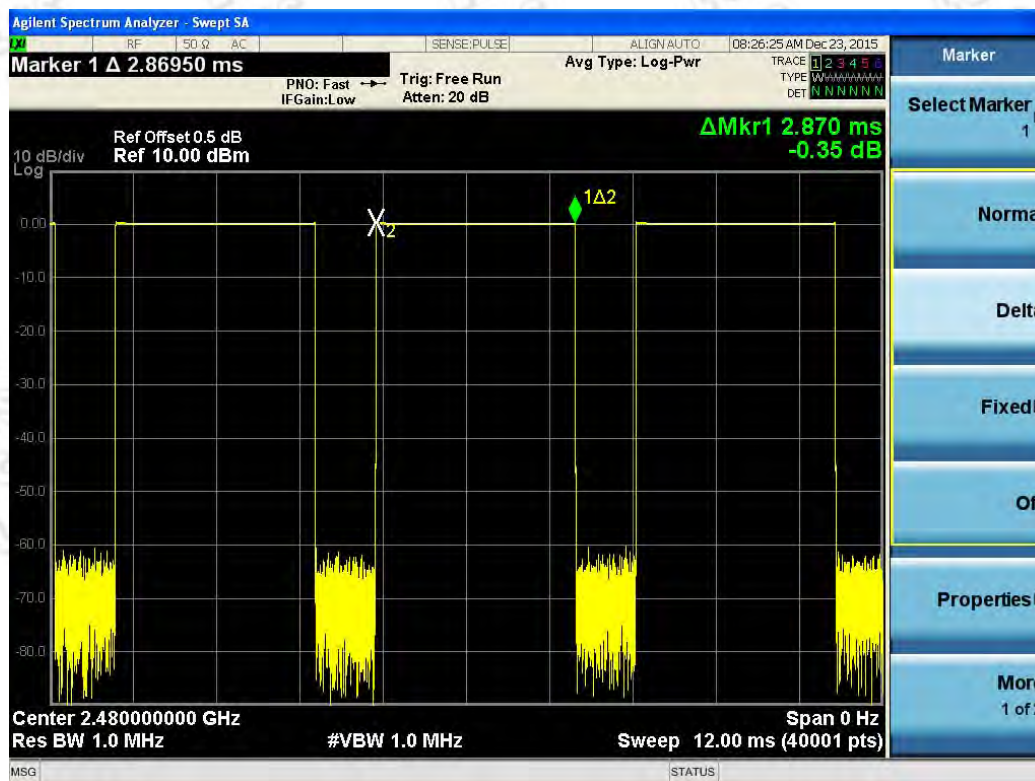 Agilent Spectrum Analyzer - Swept SA
LXI RF 50 Ω AC SENSE:PULSE ALIGN AUTO 08:26:25 AM Dec 23, 2015
Marker 1 Δ 2.86950 ms
PNO: Fast
IFGain:Low
Trig: Free Run
Atten: 20 dB
Avg Type: Log-Pwr
TRACE 1 2 3 4 5 6
TYPE
DET N N N N N N
ΔMkr1 2.870 ms
-0.35 dB
Ref Offset 0.5 dB
10 dB/div Ref 10.00 dBm
Log
0.00
-10.0
-20.0
-30.0
-40.0
-50.0
-60.0
-70.0
-80.0
2
1Δ2
Center 2.480000000 GHz Span 0 Hz
Res BW 1.0 MHz #VBW 1.0 MHz Sweep 12.00 ms (40001 pts)
MSG STATUS
Marker
Select Marker
1
Norma
Delt
Fixed
Of
Properties
Mor
1 of